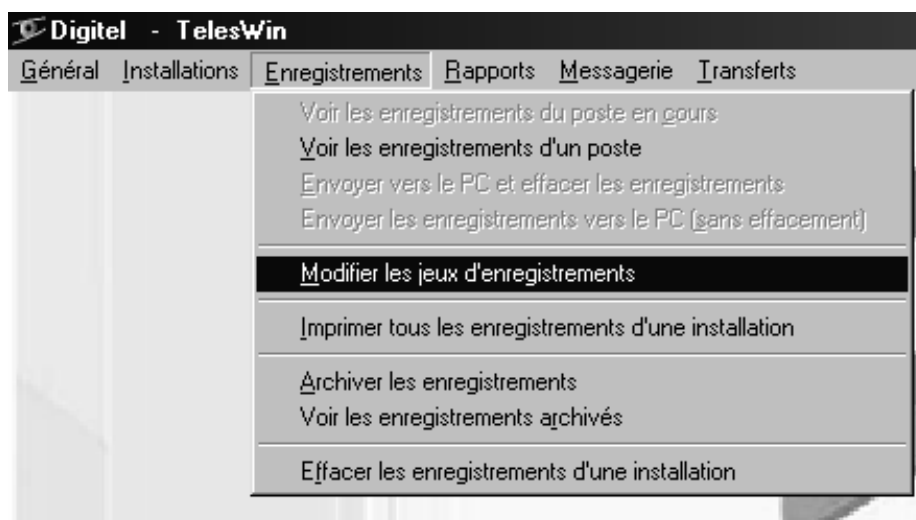 Digitel - TelesWin
Général Installations Enregistrements Rapports Messagerie Transferts
Voir les enregistrements du poste en cours
Voir les enregistrements d'un poste
Envoyer vers le PC et effacer les enregistrements
Envoyer les enregistrements vers le PC (sans effacement)
Modifier les jeux d'enregistrements
Imprimer tous les enregistrements d'une installation
Archiver les enregistrements
Voir les enregistrements archivés
Effacer les enregistrements d'une installation